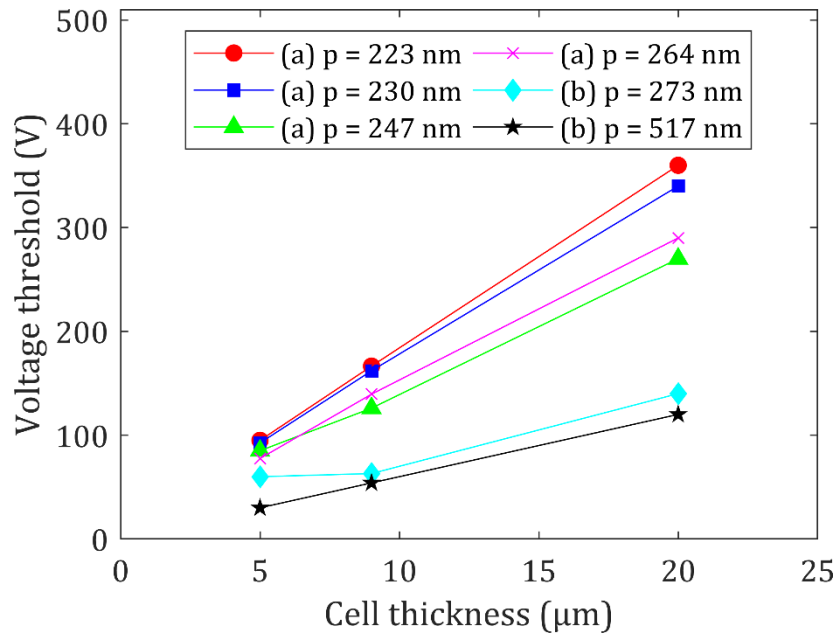 500
400
300
200
100
0
Voltage threshold (V)
(a) p = 223 nm
(a) p = 230 nm
(a) p = 247 nm
(a) p = 264 nm
(b) p = 273 nm
(b) p = 517 nm
0 5 10 15 20 25
Cell thickness (μm)